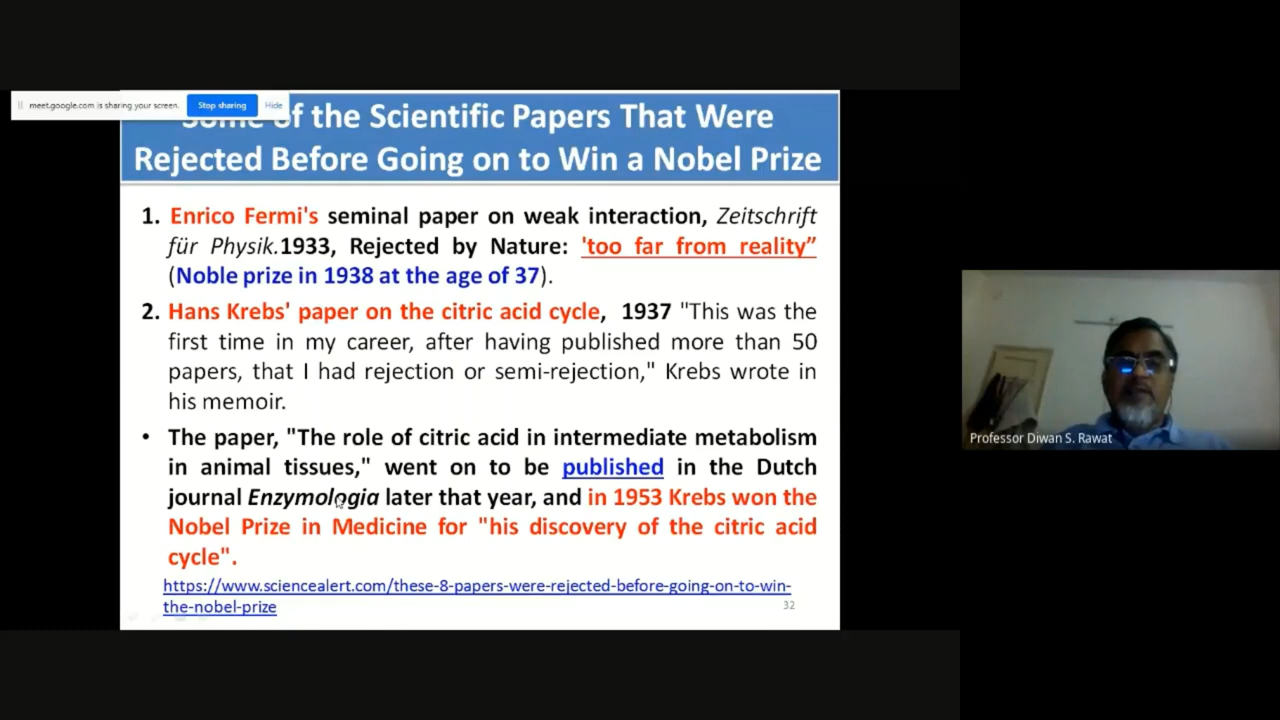 meet.google.com is sharing your screen.
Stop sharing
Hide
Some of the Scientific Papers That Were
Rejected Before Going on to Win a Nobel Prize
1. Enrico Fermi's seminal paper on weak interaction, Zeitschrift
für Physik.1933, Rejected by Nature: 'too far from reality”
(Noble prize in 1938 at the age of 37).
2. Hans Krebs' paper on the citric acid cycle, 1937 "This was the
first time in my career, after having published more than 50
papers, that I had rejection or semi-rejection," Krebs wrote in
his memoir.
• The paper, "The role of citric acid in intermediate metabolism
in animal tissues," went on to be published in the Dutch
journal Enzymologia later that year, and in 1953 Krebs won the
Nobel Prize in Medicine for "his discovery of the citric acid
cycle".
https://www.sciencealert.com/these-8-papers-were-rejected-before-going-on-to-win-
the-nobel-prize
32
Professor Diwan S. Rawat